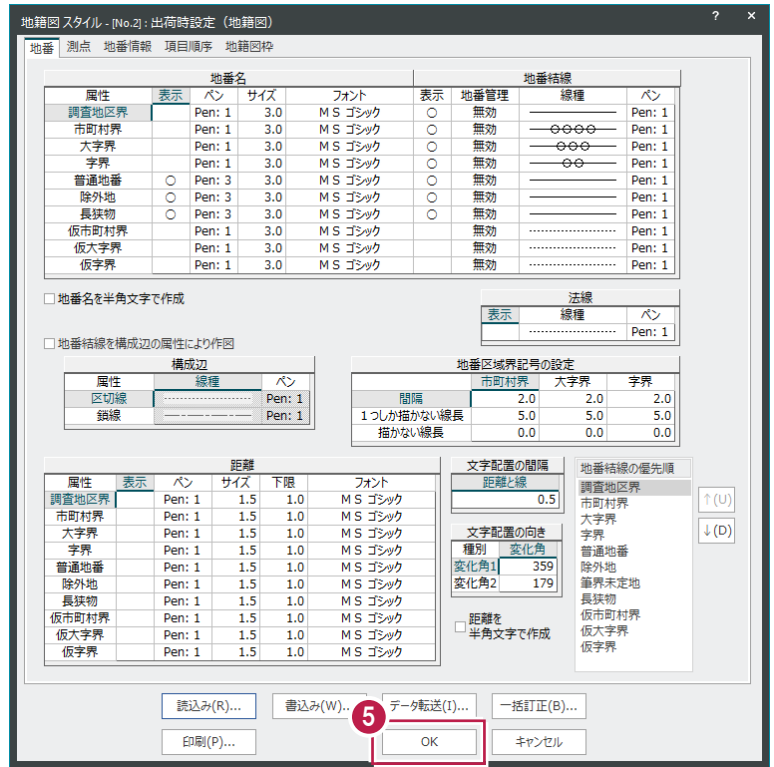 地籍図 スタイル - [No.2] : 出荷時設定（地籍図） ? ×
地番 測点 地番情報 項目順序 地籍図枠
地番名 地番結線
属性 表示 ペン サイズ フォント 表示 地番管理 線種 ペン
調査地区界 Pen: 1 3.0 ＭＳ ゴシック ○ 無効 Pen: 1
市町村界 Pen: 1 3.0 ＭＳ ゴシック ○ 無効 Pen: 1
大字界 Pen: 1 3.0 ＭＳ ゴシック ○ 無効 Pen: 1
字界 Pen: 1 3.0 ＭＳ ゴシック ○ 無効 Pen: 1
普通地番 ○ Pen: 3 3.0 ＭＳ ゴシック ○ 無効 Pen: 1
除外地 ○ Pen: 3 3.0 ＭＳ ゴシック ○ 無効 Pen: 1
長狭物 ○ Pen: 3 3.0 ＭＳ ゴシック ○ 無効 Pen: 1
仮市町村界 Pen: 1 3.0 ＭＳ ゴシック 無効 Pen: 1
仮大字界 Pen: 1 3.0 ＭＳ ゴシック 無効 Pen: 1
仮字界 Pen: 1 3.0 ＭＳ ゴシック 無効 Pen: 1
地番名を半角文字で作成
法線
表示 線種 ペン
Pen: 1
地番結線を構成辺の属性により作図
構成辺
属性 線種 ペン
区切線 Pen: 1
鎖線 Pen: 1
地番区域界記号の設定
市町村界 大字界 字界
間隔 2.0 2.0 2.0
1つしか描かない線長 5.0 5.0 5.0
描かない線長 0.0 0.0 0.0
距離
属性 表示 ペン サイズ 下限 フォント
調査地区界 Pen: 1 1.5 1.0 ＭＳ ゴシック
市町村界 Pen: 1 1.5 1.0 ＭＳ ゴシック
大字界 Pen: 1 1.5 1.0 ＭＳ ゴシック
字界 Pen: 1 1.5 1.0 ＭＳ ゴシック
普通地番 Pen: 1 1.5 1.0 ＭＳ ゴシック
除外地 Pen: 1 1.5 1.0 ＭＳ ゴシック
長狭物 Pen: 1 1.5 1.0 ＭＳ ゴシック
仮市町村界 Pen: 1 1.5 1.0 ＭＳ ゴシック
仮大字界 Pen: 1 1.5 1.0 ＭＳ ゴシック
仮字界 Pen: 1 1.5 1.0 ＭＳ ゴシック
文字配置の間隔
距離と線
0.5
文字配置の向き
種別 変化角
変化角1 359
変化角2 179
距離を
半角文字で作成
地番結線の優先順
調査地区界
市町村界
大字界
字界
普通地番
除外地
筆界未定地
長狭物
仮市町村界
仮大字界
仮字界
↑(U)
↓(D)
読込み(R)... 書込み(W)... データ転送(I)... 一括訂正(B)...
5
印刷(P)... OK キャンセル